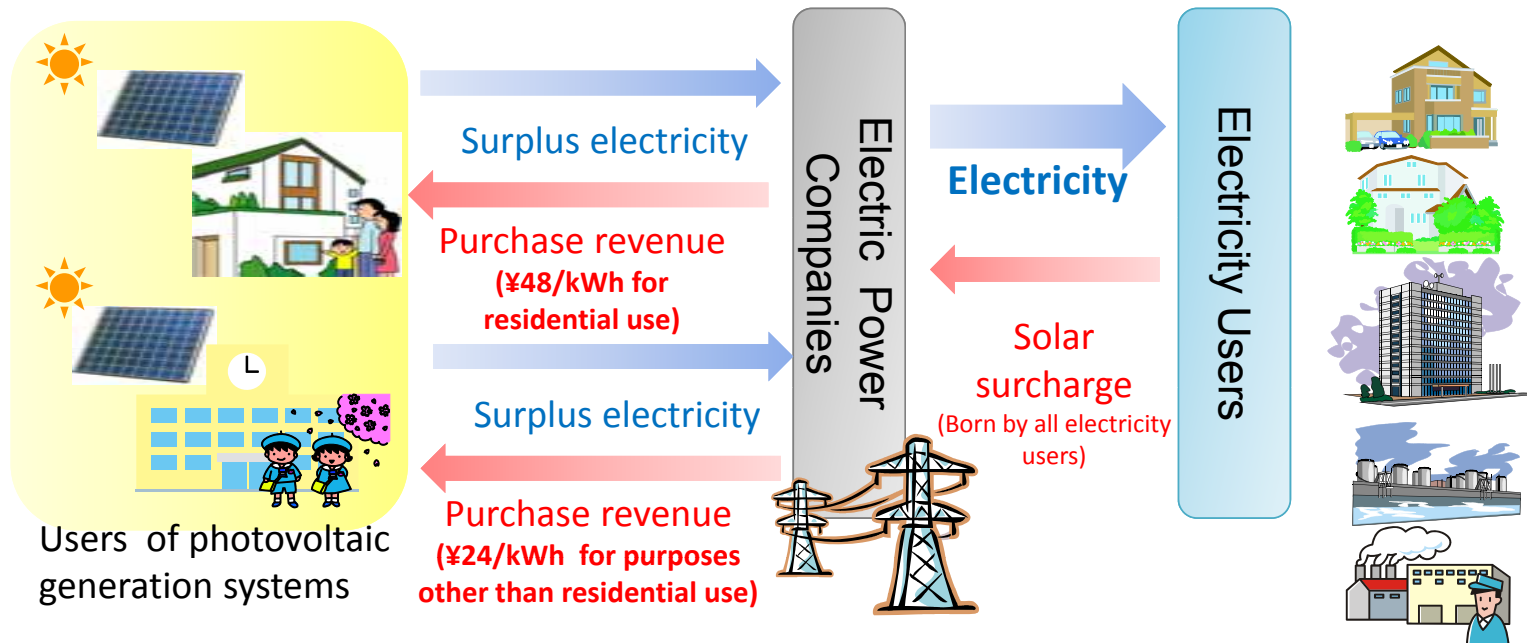 Surplus electricity
Purchase revenue
(¥48/kWh for
residential use)
Surplus electricity
Purchase revenue
(¥24/kWh for purposes
other than residential use)
Users of photovoltaic
generation systems
Electric Power
Companies
Electricity
Solar
surcharge
(Born by all electricity
users)
Electricity Users